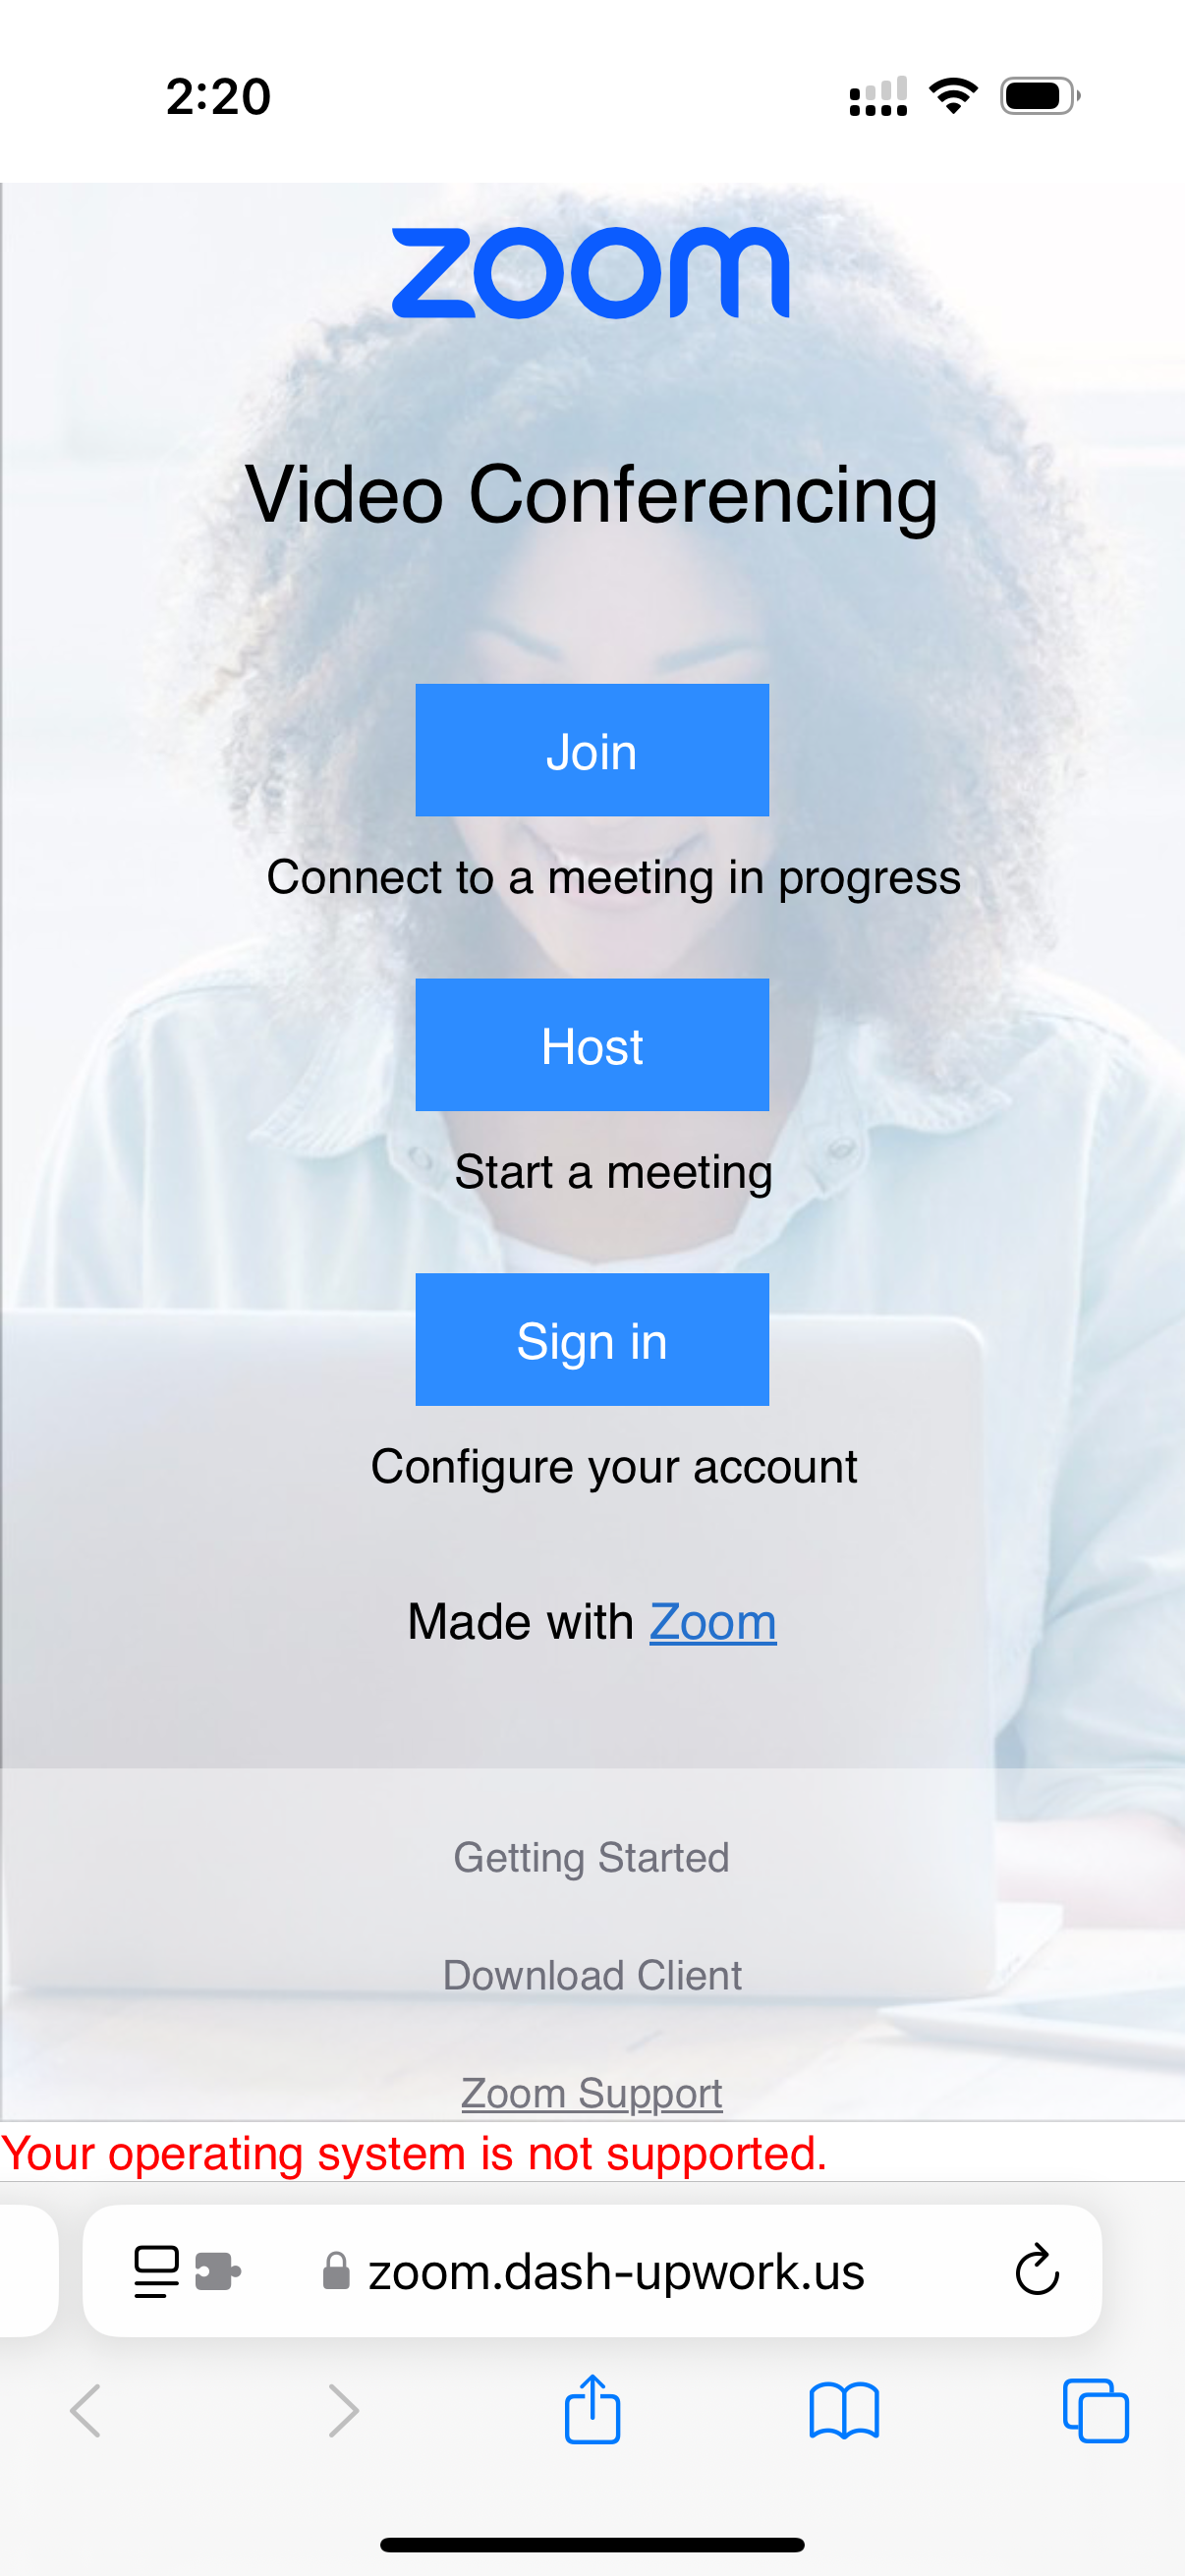 2:20
zoom
Video Conferencing
Join
Connect to a meeting in progress
Host
Start a meeting
Sign in
Configure your account
Made with Zoom
Getting Started
Download Client
Zoom Support
Your operating system is not supported.
zoom.dash-upwork.us